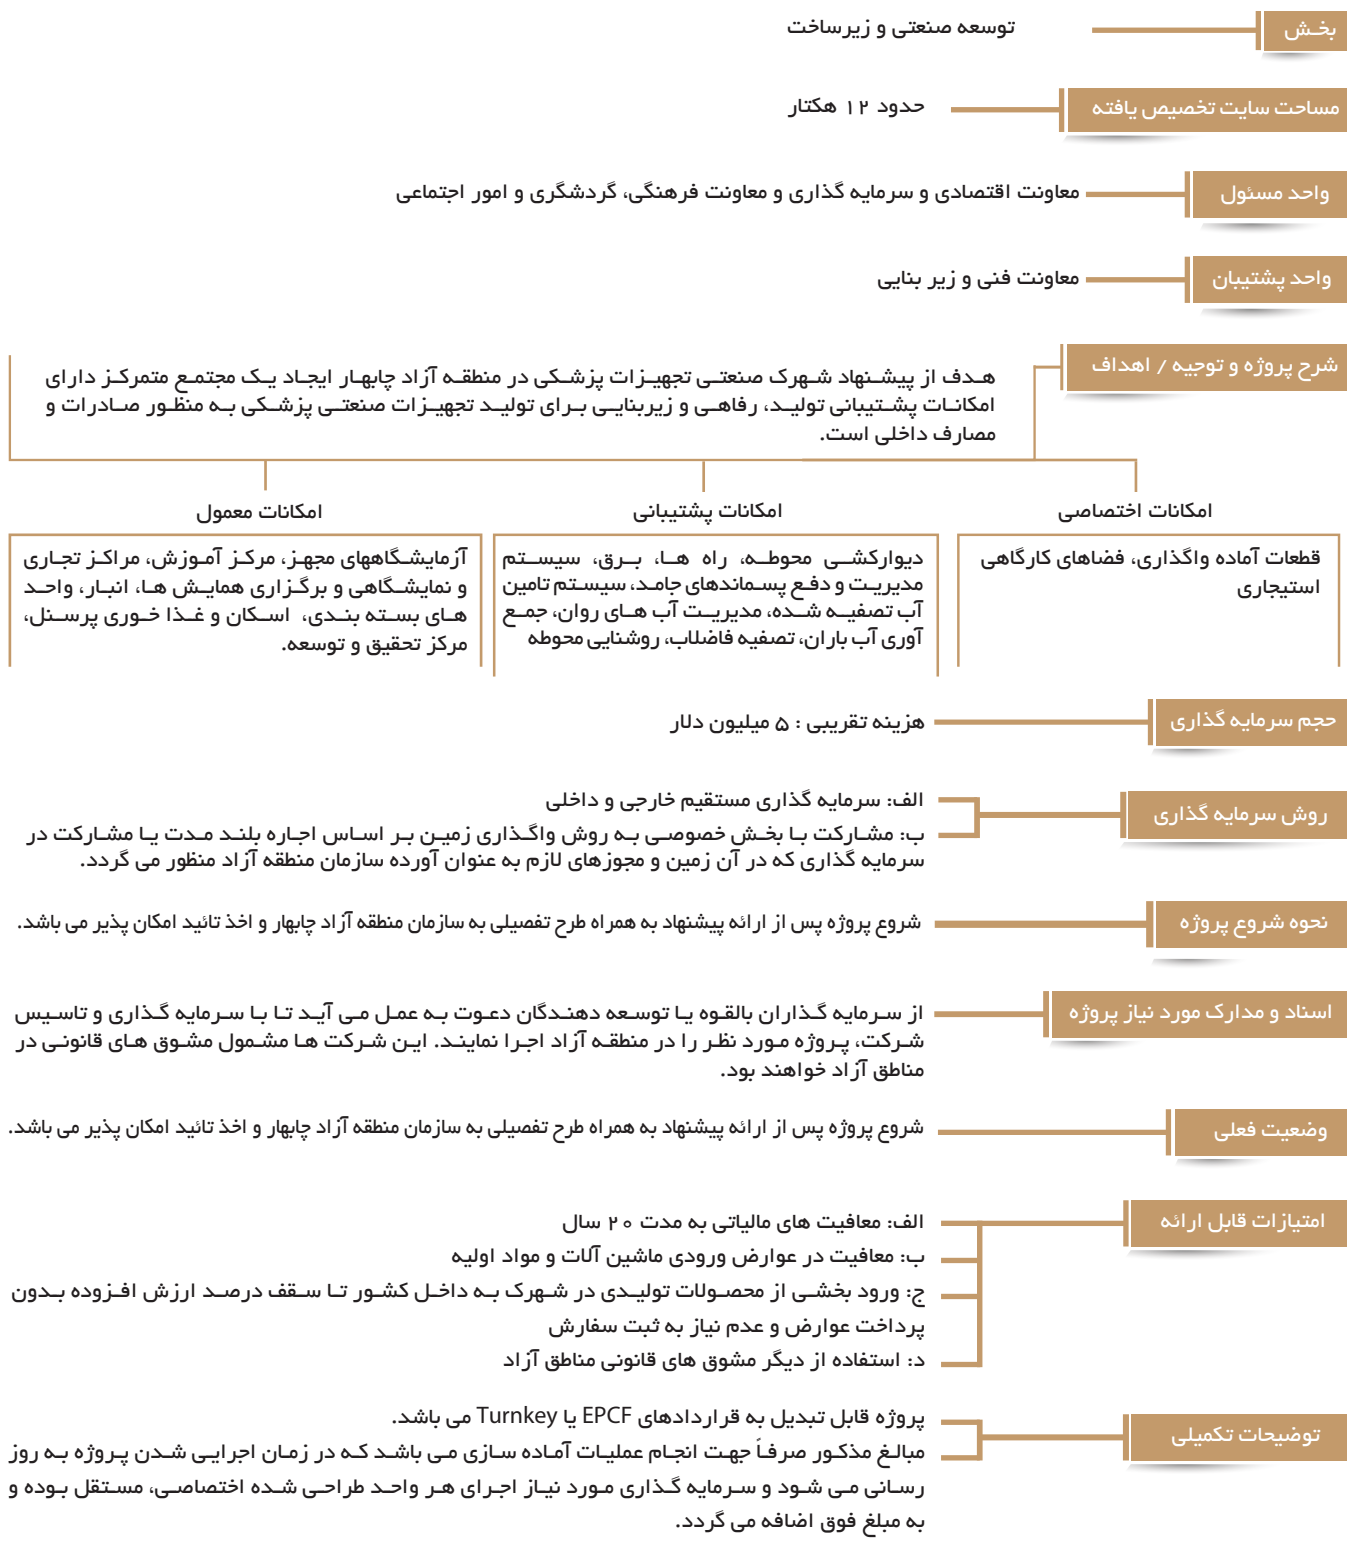 بخش
توسعه صنعتی و زیرساخت
مساحت سایت تخصیص یافته
حدود ۱۲ هکتار
واحد مسئول
معاونت اقتصادی و سرمایه گذاری و معاونت فرهنگی، گردشگری و امور اجتماعی
واحد پشتیبان
معاونت فنی و زیر بنایی
شرح پروژه و توجیه / اهداف
هدف از پیشنهاد شهرک صنعتی تجهیزات پزشکی در منطقه آزاد چابهار ایجاد یک مجتمع متمرکز دارای
امکانات پشتیبانی تولید، رفاهی و زیربنایی برای تولید تجهیزات صنعتی پزشکی به منظور صادرات و
مصارف داخلی است.
امکانات اختصاصی
قطعات آماده واگذاری، فضاهای کارگاهی
استیجاری
امکانات پشتیبانی
دیوارکشی محوطه، راه ها، برق، سیستم
مدیریت و دفع پسماندهای جامد، سیستم تامین
آب تصفیه شده، مدیریت آب های روان، جمع
آوری آب باران، تصفیه فاضلاب، روشنایی محوطه
امکانات معمول
آزمایشگاههای مجهز، مرکز آموزش، مراکز تجاری
و نمایشگاهی و برگزاری همایش ها، انبار، واحد
های بسته بندی، اسکان و غذا خوری پرسنل،
مرکز تحقیق و توسعه.
حجم سرمایه گذاری
هزینه تقریبی : ۵ میلیون دلار
روش سرمایه گذاری
الف: سرمایه گذاری مستقیم خارجی و داخلی
ب: مشارکت با بخش خصوصی به روش واگذاری زمین بر اساس اجاره بلند مدت یا مشارکت در
سرمایه گذاری که در آن زمین و مجوزهای لازم به عنوان آورده سازمان منطقه آزاد منظور می گردد.
نحوه شروع پروژه
شروع پروژه پس از ارائه پیشنهاد به همراه طرح تفصیلی به سازمان منطقه آزاد چابهار و اخذ تائید امکان پذیر می باشد.
اسناد و مدارک مورد نیاز پروژه
از سرمایه گذاران بالقوه یا توسعه دهندگان دعوت به عمل می آید تا با سرمایه گذاری و تاسیس
شرکت، پروژه مورد نظر را در منطقه آزاد اجرا نمایند. این شرکت ها مشمول مشوق های قانونی در
مناطق آزاد خواهند بود.
وضعیت فعلی
شروع پروژه پس از ارائه پیشنهاد به همراه طرح تفصیلی به سازمان منطقه آزاد چابهار و اخذ تائید امکان پذیر می باشد.
امتیازات قابل ارائه
الف: معافیت های مالیاتی به مدت ۲۰ سال
ب: معافیت در عوارض ورودی ماشین آلات و مواد اولیه
ج: ورود بخشی از محصولات تولیدی در شهرک به داخل کشور تا سقف درصد ارزش افزوده بدون
پرداخت عوارض و عدم نیاز به ثبت سفارش
د: استفاده از دیگر مشوق های قانونی مناطق آزاد
توضیحات تکمیلی
پروژه قابل تبدیل به قراردادهای EPCF یا Turnkey می باشد.
مبالغ مذکور صرفاً جهت انجام عملیات آماده سازی می باشد که در زمان اجرایی شدن پروژه به روز
رسانی می شود و سرمایه گذاری مورد نیاز اجرای هر واحد طراحی شده اختصاصی، مستقل بوده و
به مبلغ فوق اضافه می گردد.